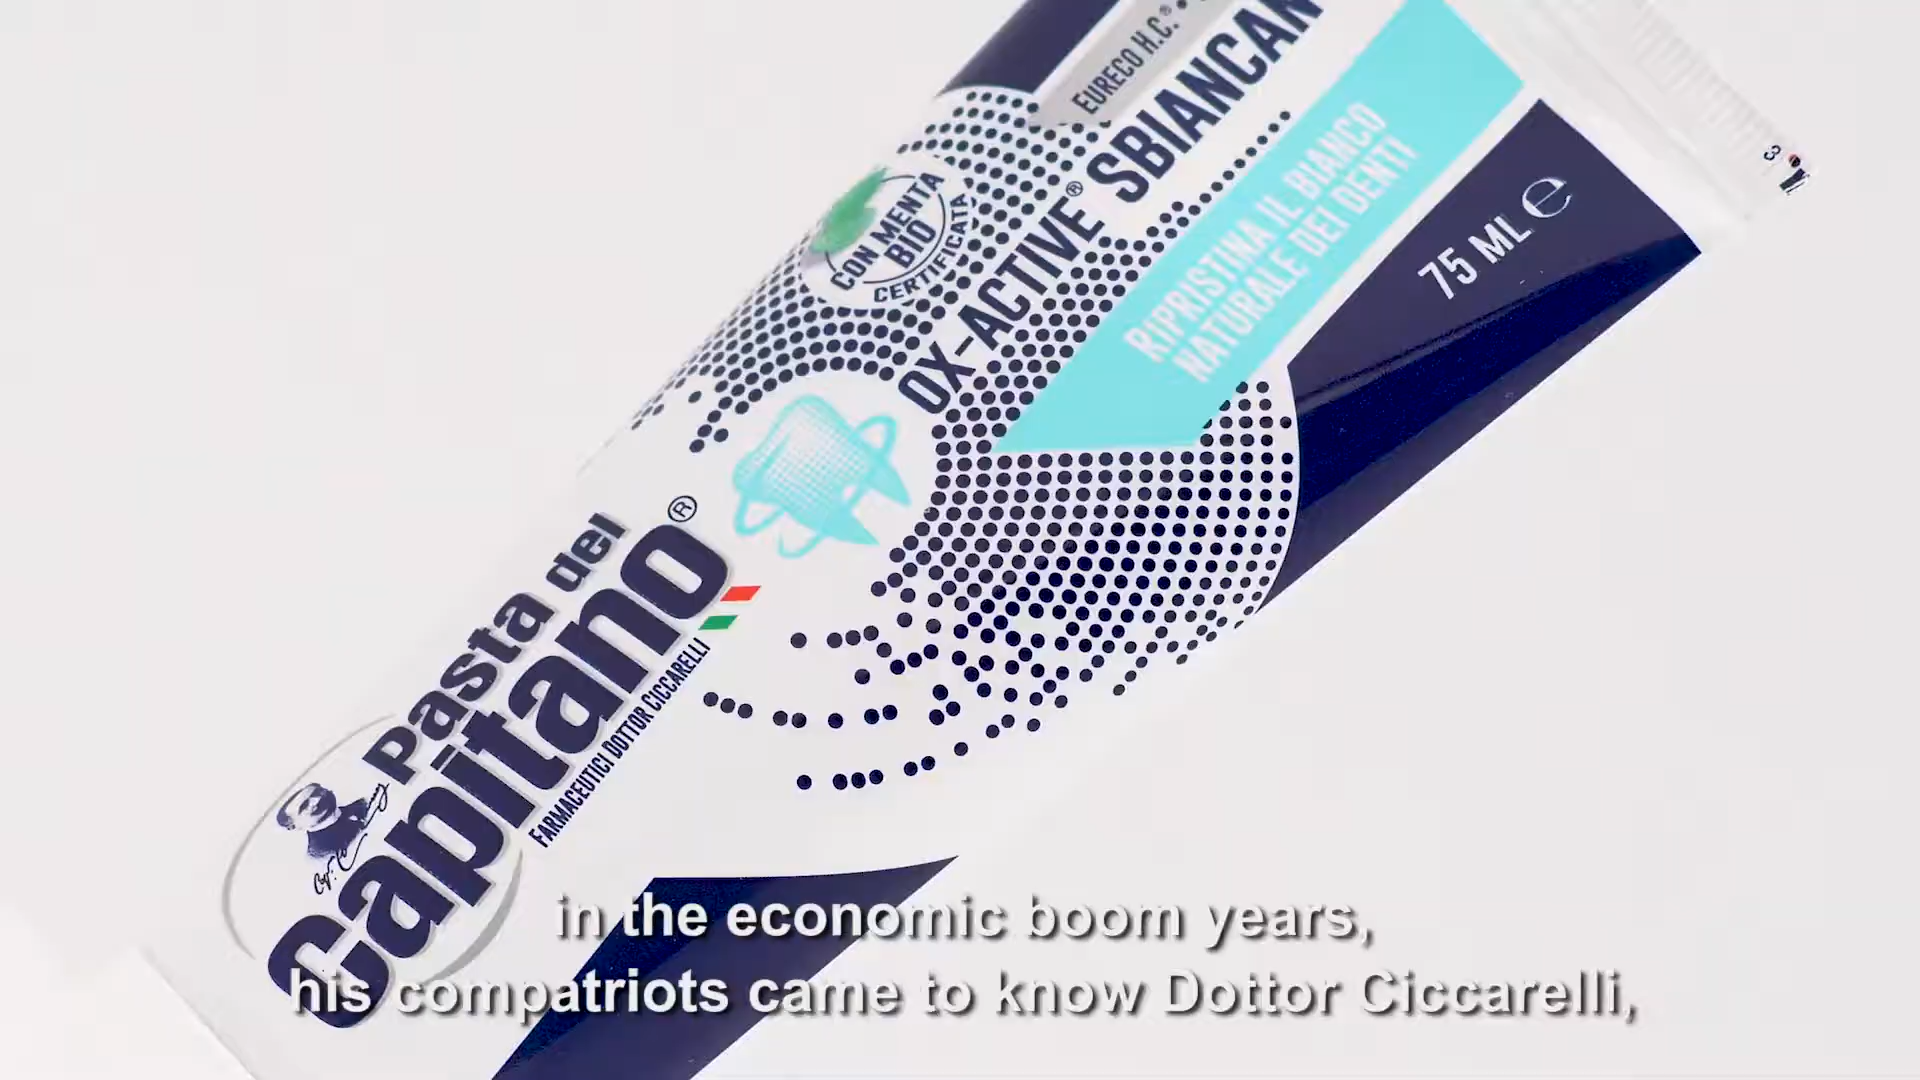 EURECO H.C.®
OX-ACTIVE® SBIANCAN
RIPRISTINA IL BIANCO
NATURALE DEI DENTI
75 ML e
CON MENTA
BIO
CERTIFICATA
Pasta del
Capitano®
FARMACEUTICI DOTTOR CICCARELLI
in the economic boom years,
his compatriots came to know Dottor Ciccarelli,